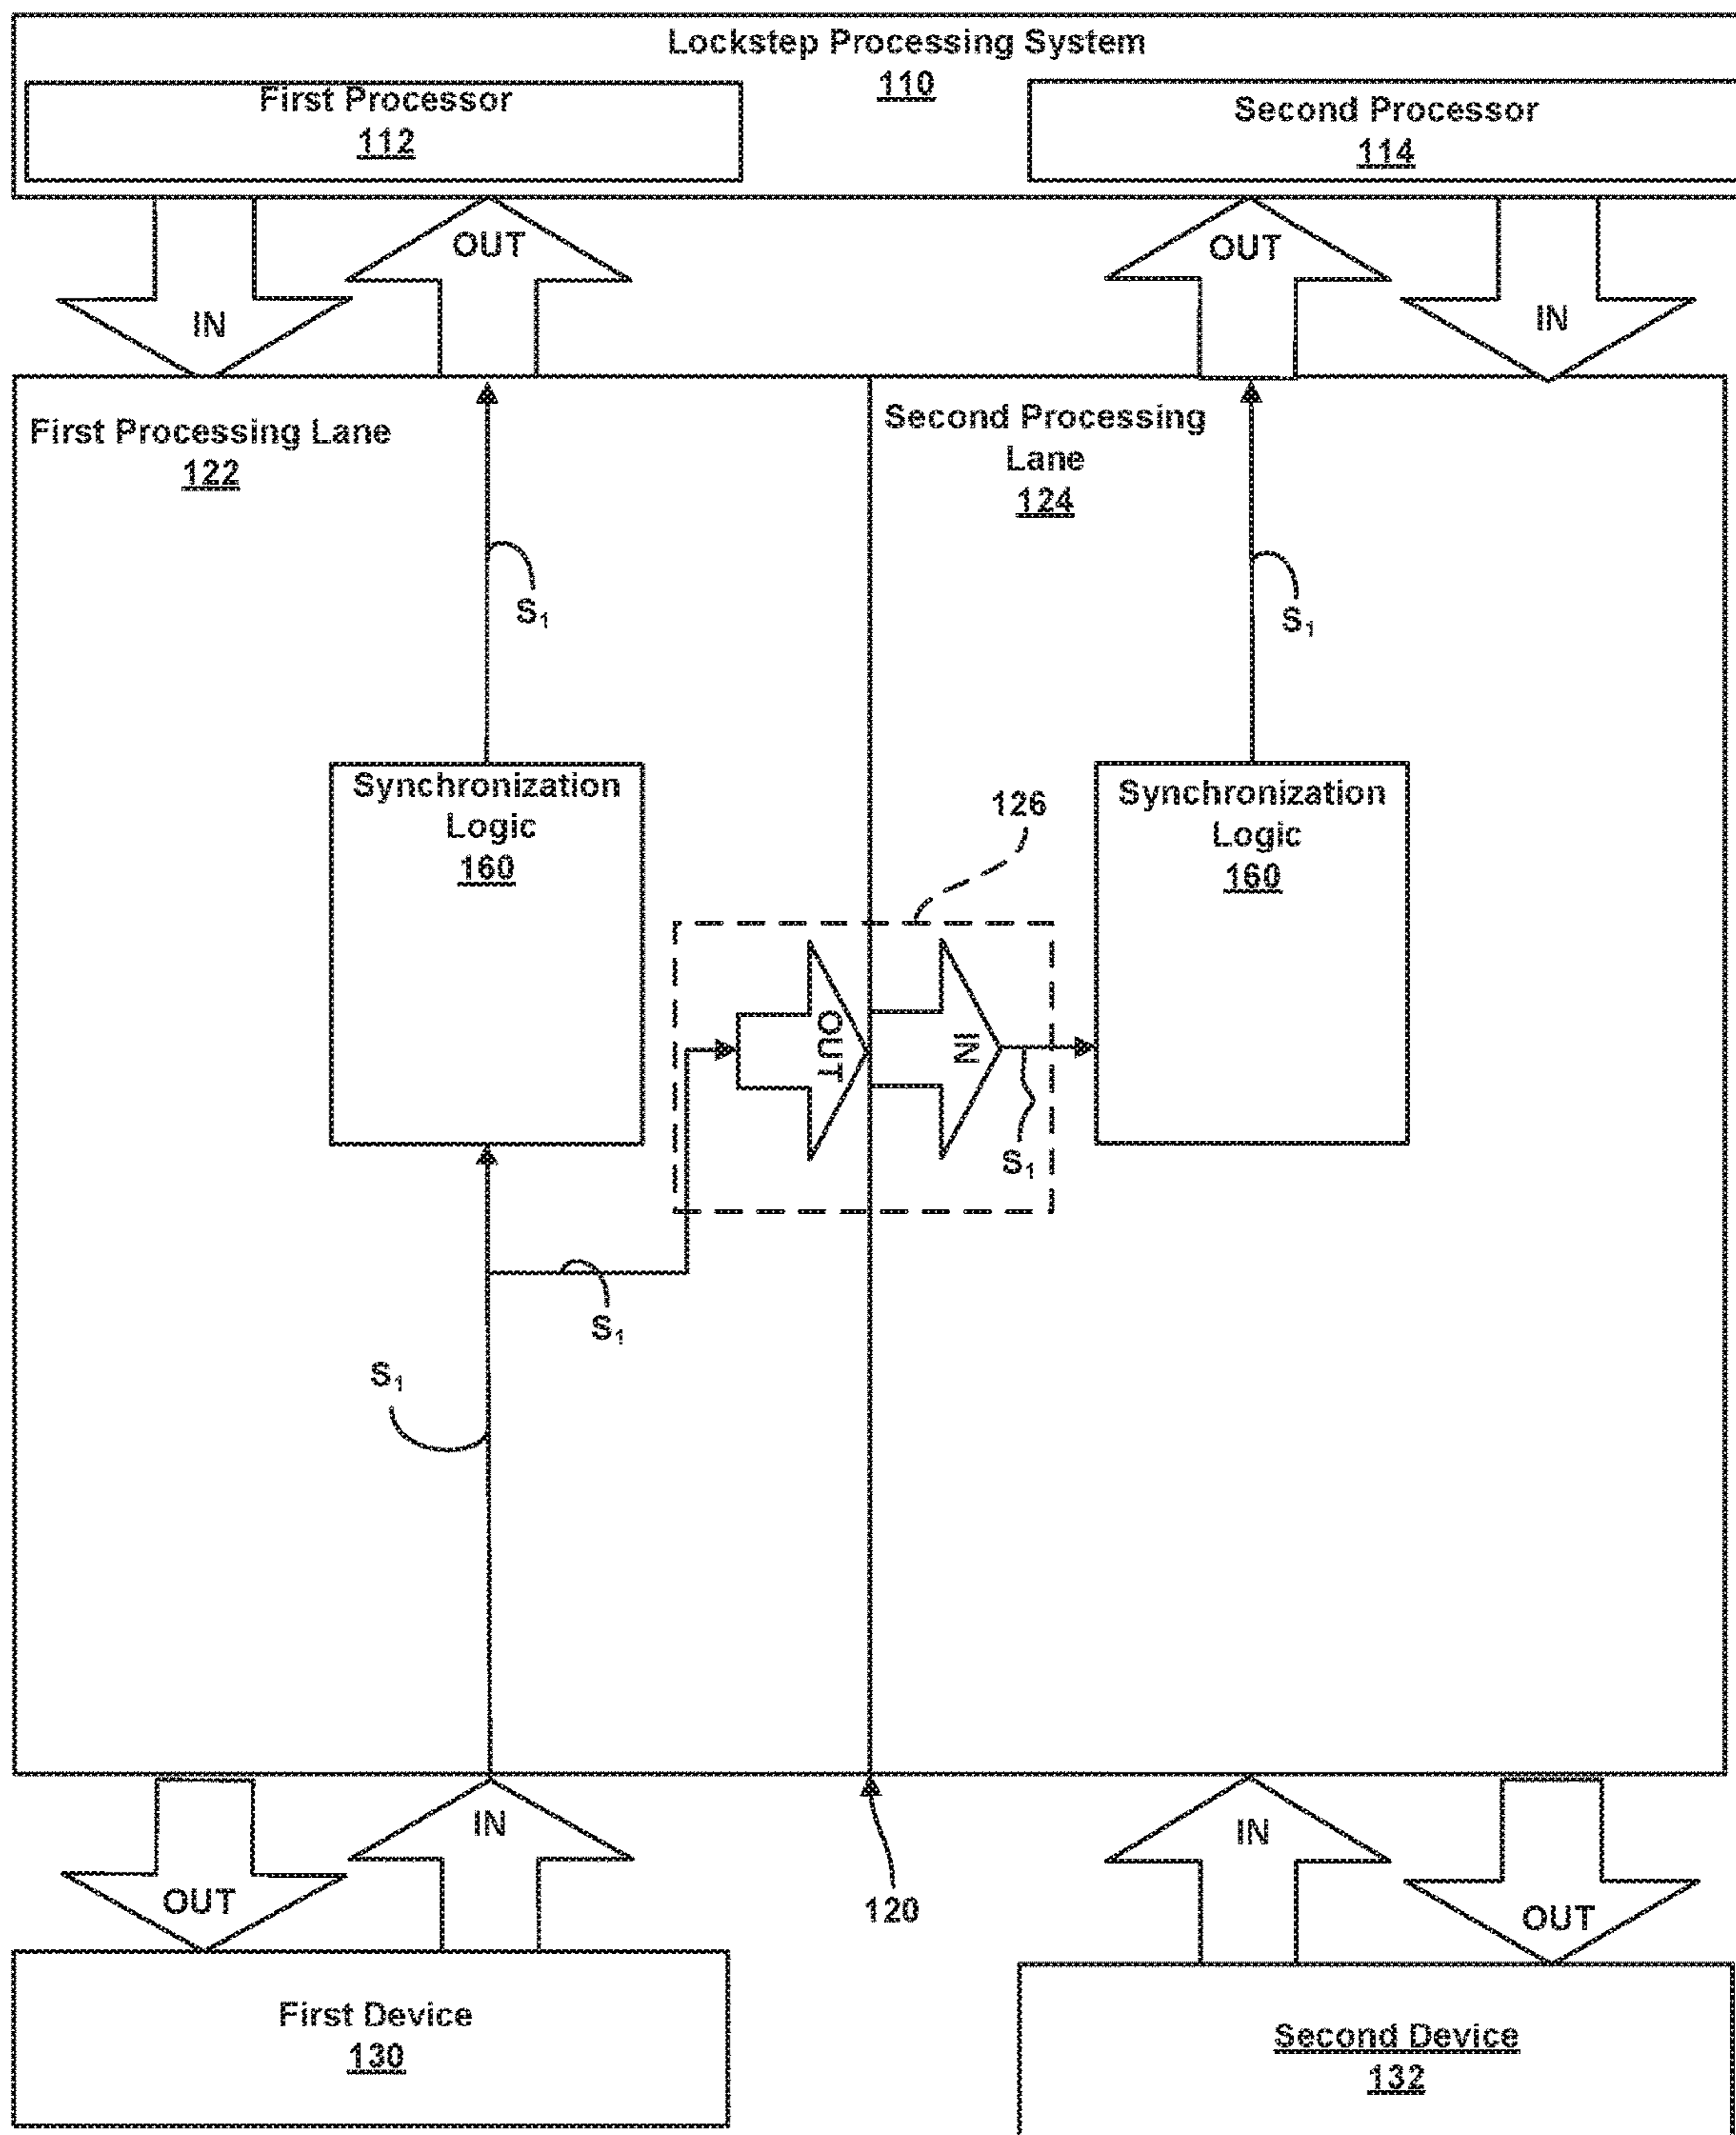 Lockstep Processing System
110
First Processor
112
Second Processor
114
IN
OUT
OUT
IN
First Processing Lane
122
Second Processing
Lane
124
S₁
S₁
Synchronization
Logic
160
126
Synchronization
Logic
160
OUT
IN
S₁
S₁
S₁
OUT
IN
120
IN
OUT
First Device
130
Second Device
132